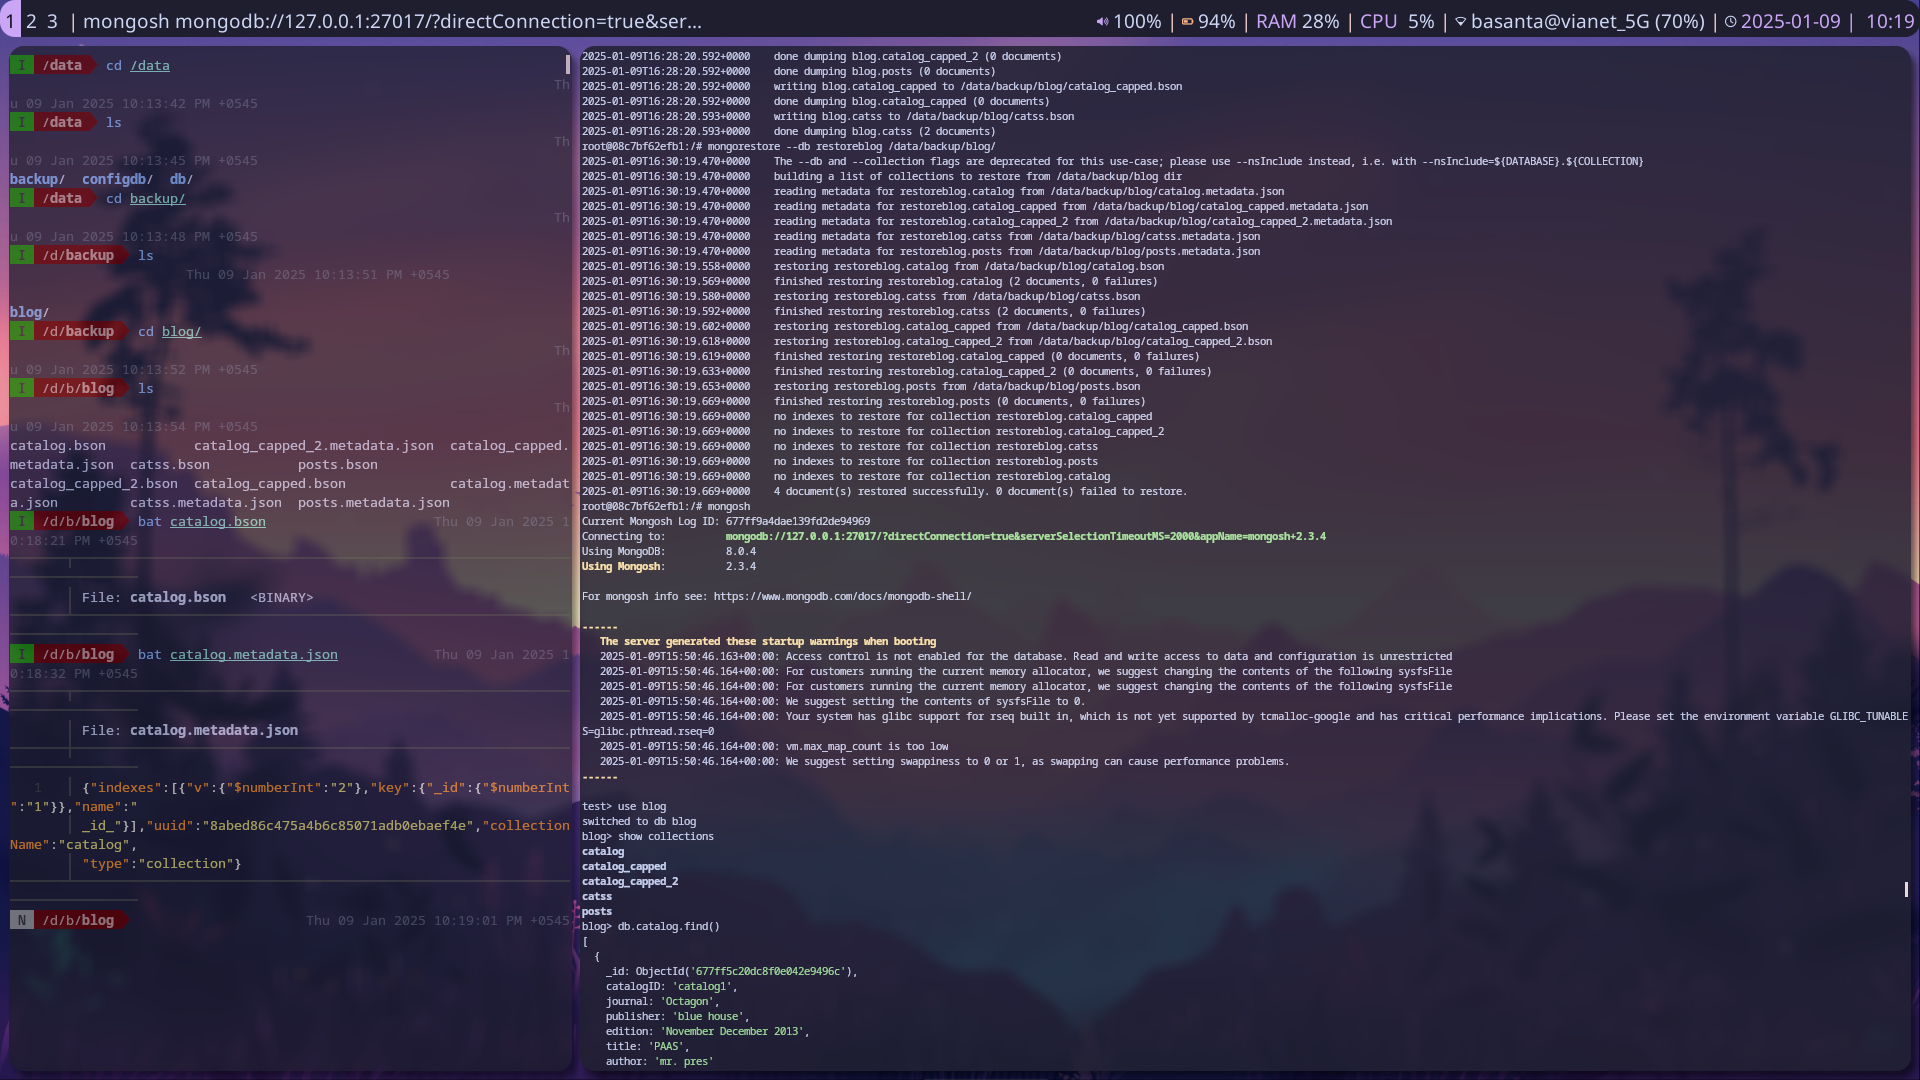 1 2 3 | mongosh mongodb://127.0.0.1:27017/?directConnection=true&ser...
100% | 94% | RAM 28% | CPU 5% | basanta@vianet_5G (70%) | 2025-01-09 | 10:19
I /data cd /data
Th
u 09 Jan 2025 10:13:42 PM +0545
I /data ls
Th
u 09 Jan 2025 10:13:45 PM +0545
backup/ configdb/ db/
I /data cd backup/
Th
u 09 Jan 2025 10:13:48 PM +0545
I /d/backup ls
Thu 09 Jan 2025 10:13:51 PM +0545
blog/
I /d/backup cd blog/
Th
u 09 Jan 2025 10:13:52 PM +0545
I /d/b/blog ls
Th
u 09 Jan 2025 10:13:54 PM +0545
catalog.bson catalog_capped_2.metadata.json catalog_capped.
metadata.json catss.bson posts.bson
catalog_capped_2.bson catalog_capped.bson catalog.metadat
a.json catss.metadata.json posts.metadata.json
I /d/b/blog bat catalog.bson Thu 09 Jan 2025 1
0:18:21 PM +0545
File: catalog.bson <BINARY>
I /d/b/blog bat catalog.metadata.json Thu 09 Jan 2025 1
0:18:32 PM +0545
File: catalog.metadata.json
1 {"indexes":[{"v":{"$numberInt":"2"},"key":{"_id":{"$numberInt
":"1"}},"name":"
_id_"}],"uuid":"8abed86c475a4b6c85071adb0ebaef4e","collection
Name":"catalog",
"type":"collection"}
N /d/b/blog Thu 09 Jan 2025 10:19:01 PM +0545
2025-01-09T16:28:20.592+0000 done dumping blog.catalog_capped_2 (0 documents)
2025-01-09T16:28:20.592+0000 done dumping blog.posts (0 documents)
2025-01-09T16:28:20.592+0000 writing blog.catalog_capped to /data/backup/blog/catalog_capped.bson
2025-01-09T16:28:20.592+0000 done dumping blog.catalog_capped (0 documents)
2025-01-09T16:28:20.593+0000 writing blog.catss to /data/backup/blog/catss.bson
2025-01-09T16:28:20.593+0000 done dumping blog.catss (2 documents)
root@08c7bf62efb1:/# mongorestore --db restoreblog /data/backup/blog/
2025-01-09T16:30:19.470+0000 The --db and --collection flags are deprecated for this use-case; please use --nsInclude instead, i.e. with --nsInclude=${DATABASE}.${COLLECTION}
2025-01-09T16:30:19.470+0000 building a list of collections to restore from /data/backup/blog dir
2025-01-09T16:30:19.470+0000 reading metadata for restoreblog.catalog from /data/backup/blog/catalog.metadata.json
2025-01-09T16:30:19.470+0000 reading metadata for restoreblog.catalog_capped from /data/backup/blog/catalog_capped.metadata.json
2025-01-09T16:30:19.470+0000 reading metadata for restoreblog.catalog_capped_2 from /data/backup/blog/catalog_capped_2.metadata.json
2025-01-09T16:30:19.470+0000 reading metadata for restoreblog.catss from /data/backup/blog/catss.metadata.json
2025-01-09T16:30:19.470+0000 reading metadata for restoreblog.posts from /data/backup/blog/posts.metadata.json
2025-01-09T16:30:19.558+0000 restoring restoreblog.catalog from /data/backup/blog/catalog.bson
2025-01-09T16:30:19.569+0000 finished restoring restoreblog.catalog (2 documents, 0 failures)
2025-01-09T16:30:19.580+0000 restoring restoreblog.catss from /data/backup/blog/catss.bson
2025-01-09T16:30:19.592+0000 finished restoring restoreblog.catss (2 documents, 0 failures)
2025-01-09T16:30:19.602+0000 restoring restoreblog.catalog_capped from /data/backup/blog/catalog_capped.bson
2025-01-09T16:30:19.618+0000 restoring restoreblog.catalog_capped_2 from /data/backup/blog/catalog_capped_2.bson
2025-01-09T16:30:19.619+0000 finished restoring restoreblog.catalog_capped (0 documents, 0 failures)
2025-01-09T16:30:19.633+0000 finished restoring restoreblog.catalog_capped_2 (0 documents, 0 failures)
2025-01-09T16:30:19.653+0000 restoring restoreblog.posts from /data/backup/blog/posts.bson
2025-01-09T16:30:19.669+0000 finished restoring restoreblog.posts (0 documents, 0 failures)
2025-01-09T16:30:19.669+0000 no indexes to restore for collection restoreblog.catalog_capped
2025-01-09T16:30:19.669+0000 no indexes to restore for collection restoreblog.catalog_capped_2
2025-01-09T16:30:19.669+0000 no indexes to restore for collection restoreblog.catss
2025-01-09T16:30:19.669+0000 no indexes to restore for collection restoreblog.posts
2025-01-09T16:30:19.669+0000 no indexes to restore for collection restoreblog.catalog
2025-01-09T16:30:19.669+0000 4 document(s) restored successfully. 0 document(s) failed to restore.
root@08c7bf62efb1:/# mongosh
Current Mongosh Log ID: 677ff9a4dae139fd2de94969
Connecting to: mongodb://127.0.0.1:27017/?directConnection=true&serverSelectionTimeoutMS=2000&appName=mongosh+2.3.4
Using MongoDB: 8.0.4
Using Mongosh: 2.3.4
For mongosh info see: https://www.mongodb.com/docs/mongodb-shell/
------
The server generated these startup warnings when booting
2025-01-09T15:50:46.163+00:00: Access control is not enabled for the database. Read and write access to data and configuration is unrestricted
2025-01-09T15:50:46.164+00:00: For customers running the current memory allocator, we suggest changing the contents of the following sysfsFile
2025-01-09T15:50:46.164+00:00: For customers running the current memory allocator, we suggest changing the contents of the following sysfsFile
2025-01-09T15:50:46.164+00:00: We suggest setting the contents of sysfsFile to 0.
2025-01-09T15:50:46.164+00:00: Your system has glibc support for rseq built in, which is not yet supported by tcmalloc-google and has critical performance implications. Please set the environment variable GLIBC_TUNABLE
S=glibc.pthread.rseq=0
2025-01-09T15:50:46.164+00:00: vm.max_map_count is too low
2025-01-09T15:50:46.164+00:00: We suggest setting swappiness to 0 or 1, as swapping can cause performance problems.
------
test> use blog
switched to db blog
blog> show collections
catalog
catalog_capped
catalog_capped_2
catss
posts
blog> db.catalog.find()
[
{
_id: ObjectId('677ff5c20dc8f0e042e9496c'),
catalogID: 'catalog1',
journal: 'Octagon',
publisher: 'blue house',
edition: 'November December 2013',
title: 'PAAS',
author: 'mr. pres'